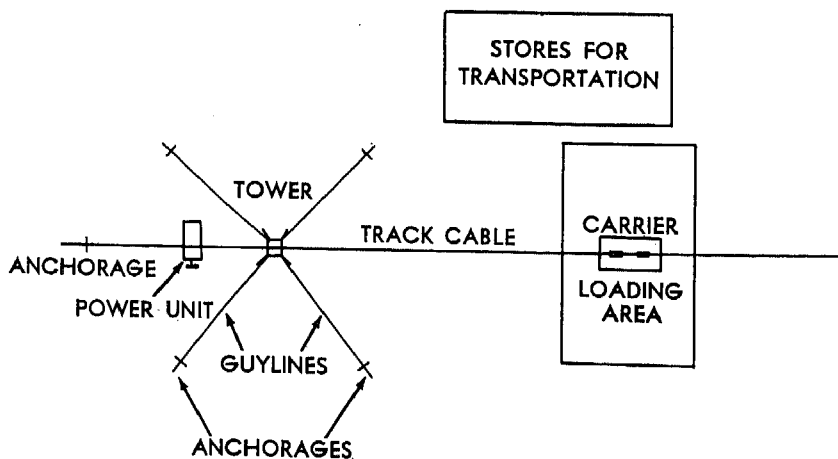 STORES FOR
TRANSPORTATION
TOWER
TRACK CABLE
CARRIER
ANCHORAGE
POWER UNIT
LOADING
AREA
GUYLINES
ANCHORAGES